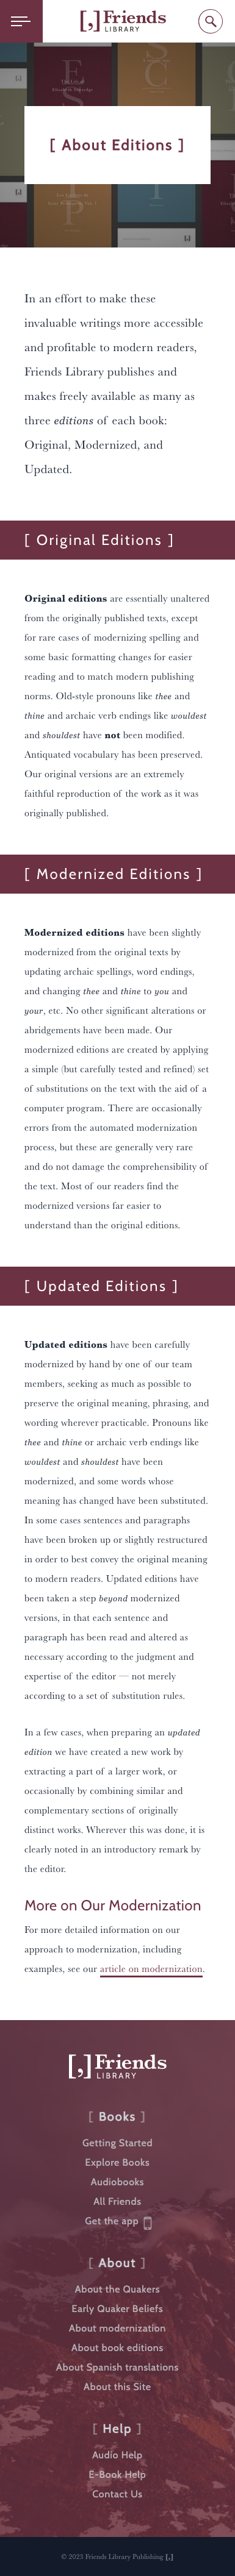 [,] Friends
LIBRARY
[ About Editions ]
In an effort to make these
invaluable writings more accessible
and profitable to modern readers,
Friends Library publishes and
makes freely available as many as
three editions of each book:
Original, Modernized, and
Updated.
[ Original Editions ]
Original editions are essentially unaltered
from the originally published texts, except
for rare cases of modernizing spelling and
some basic formatting changes for easier
reading and to match modern publishing
norms. Old-style pronouns like thee and
thine and archaic verb endings like wouldest
and shouldest have not been modified.
Antiquated vocabulary has been preserved.
Our original versions are an extremely
faithful reproduction of the work as it was
originally published.
[ Modernized Editions ]
Modernized editions have been slightly
modernized from the original texts by
updating archaic spellings, word endings,
and changing thee and thine to you and
your, etc. No other significant alterations or
abridgements have been made. Our
modernized editions are created by applying
a simple (but carefully tested and refined) set
of substitutions on the text with the aid of a
computer program. There are occasionally
errors from the automated modernization
process, but these are generally very rare
and do not damage the comprehensibility of
the text. Most of our readers find the
modernized versions far easier to
understand than the original editions.
[ Updated Editions ]
Updated editions have been carefully
modernized by hand by one of our team
members, seeking as much as possible to
preserve the original meaning, phrasing, and
wording wherever practicable. Pronouns like
thee and thine or archaic verb endings like
wouldest and shouldest have been
modernized, and some words whose
meaning has changed have been substituted.
In some cases sentences and paragraphs
have been broken up or slightly restructured
in order to best convey the original meaning
to modern readers. Updated editions have
been taken a step beyond modernized
versions, in that each sentence and
paragraph has been read and altered as
necessary according to the judgment and
expertise of the editor — not merely
according to a set of substitution rules.
In a few cases, when preparing an updated
edition we have created a new work by
extracting a part of a larger work, or
occasionally by combining similar and
complementary sections of originally
distinct works. Wherever this was done, it is
clearly noted in an introductory remark by
the editor.
More on Our Modernization
For more detailed information on our
approach to modernization, including
examples, see our article on modernization.
[,] Friends
LIBRARY
[ Books ]
Getting Started
Explore Books
Audiobooks
All Friends
Get the app
[ About ]
About the Quakers
Early Quaker Beliefs
About modernization
About book editions
About Spanish translations
About this Site
[ Help ]
Audio Help
E-Book Help
Contact Us
© 2023 Friends Library Publishing [,]